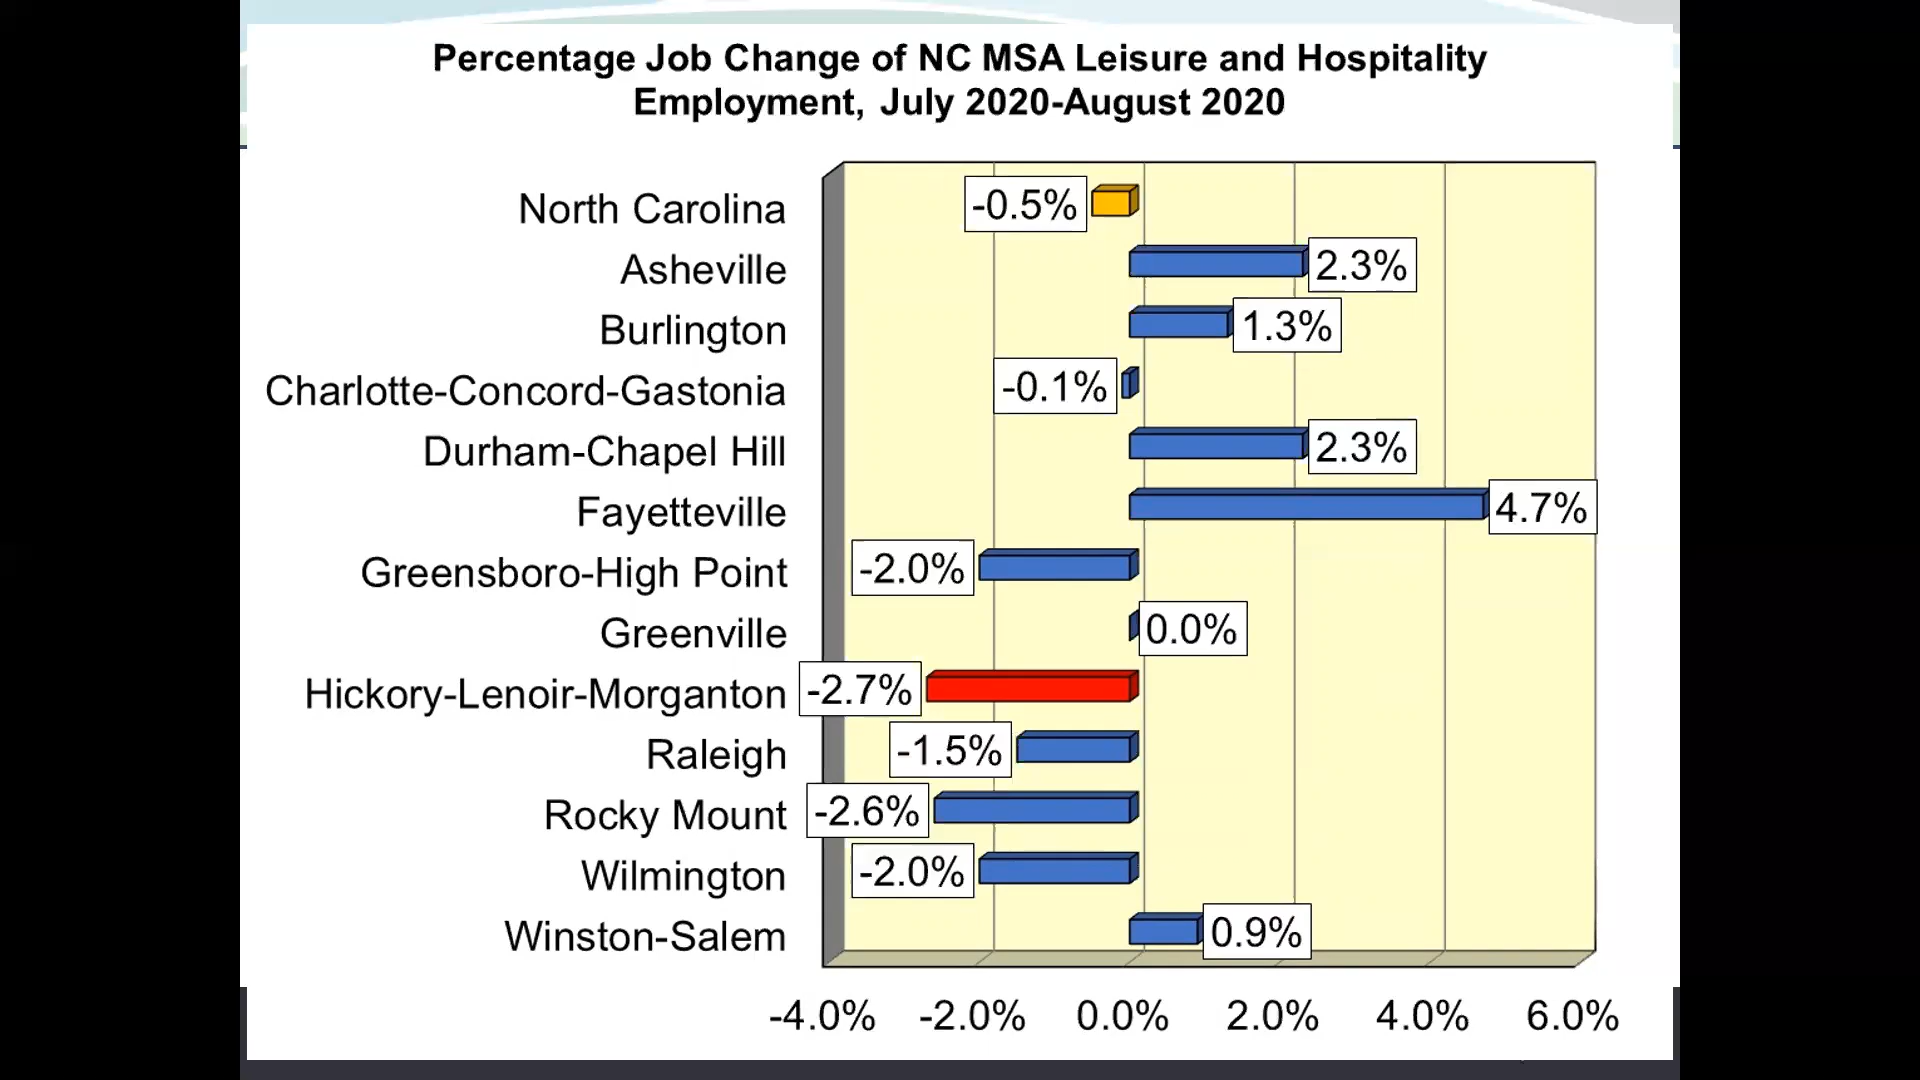 Percentage Job Change of NC MSA Leisure and Hospitality
Employment, July 2020-August 2020
North Carolina -0.5%
Asheville 2.3%
Burlington 1.3%
Charlotte-Concord-Gastonia -0.1%
Durham-Chapel Hill 2.3%
Fayetteville 4.7%
Greensboro-High Point -2.0%
Greenville 0.0%
Hickory-Lenoir-Morganton -2.7%
Raleigh -1.5%
Rocky Mount -2.6%
Wilmington -2.0%
Winston-Salem 0.9%
-4.0% -2.0% 0.0% 2.0% 4.0% 6.0%